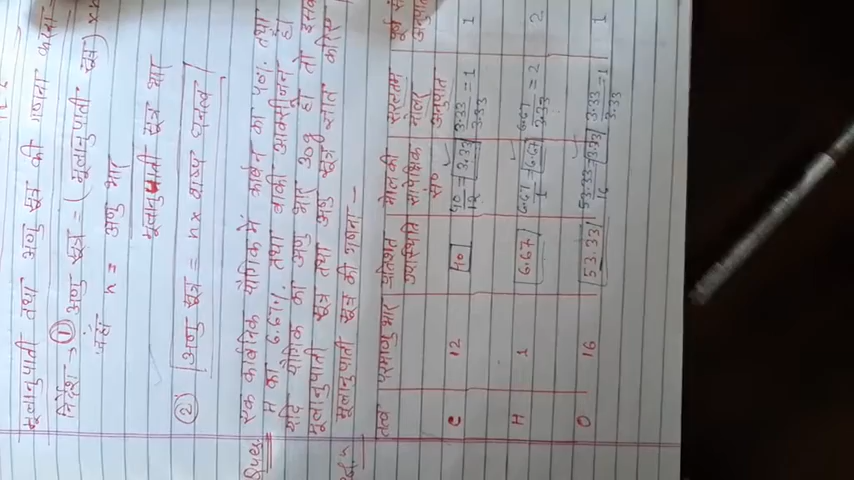 मूलानुपाती तथा अणु सूत्र की गणना करना-
निर्देश → ① अणु सूत्र = (मूलानुपाती सूत्र) x n
जहाँ n = अणु भार
मूलानुपाती सूत्र भार
② अणु सूत्र = n x वाष्प घनत्व
Ques. एक कार्बनिक यौगिक में कार्बन का 40% तथा
H का 6.67% तथा बाकी आक्सीजन है।
यदि यौगिक का अणु भार 30g हो तो इसका
मूलानुपाती सूत्र तथा अणु सूत्र ज्ञात करिए
Sol.n मूलानुपाती सूत्र की गणना -
तत्व परमाणु भार प्रतिशत उपस्थिति मोल की सापेक्षिक सं० सरलतम मोलर अनुपात पूर्ण अनुपात
C 12 40 40/12 = 3.33 3.33/3.33 = 1 1
H 1 6.67 6.67/1 = 6.67 6.67/3.33 = 2 2
O 16 53.33 53.33/16 = 3.33 3.33/3.33 = 1 1